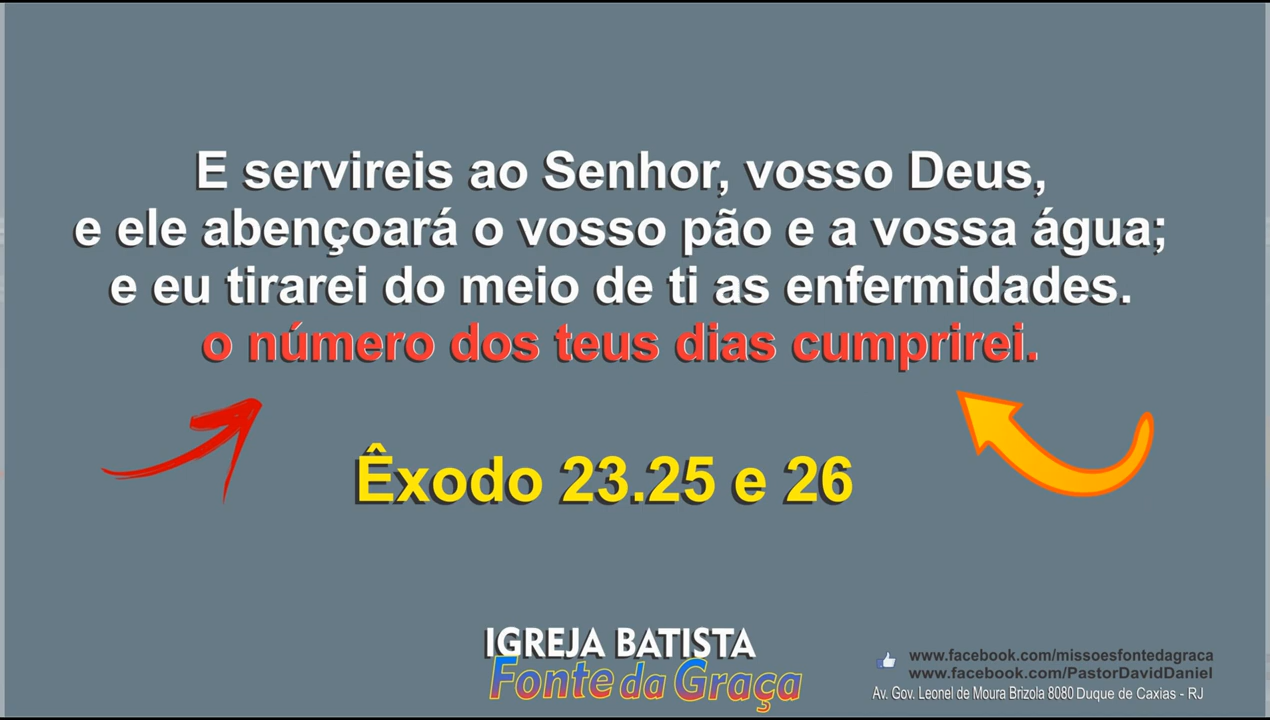 E servireis ao Senhor, vosso Deus,
e ele abençoará o vosso pão e a vossa água;
e eu tirarei do meio de ti as enfermidades.
o número dos teus dias cumprirei.
Êxodo 23.25 e 26
IGREJA BATISTA
Fonte da Graça
www.facebook.com/missoesfontedagraca
www.facebook.com/PastorDavidDaniel
Av. Gov. Leonel de Moura Brizola 8080 Duque de Caxias - RJ